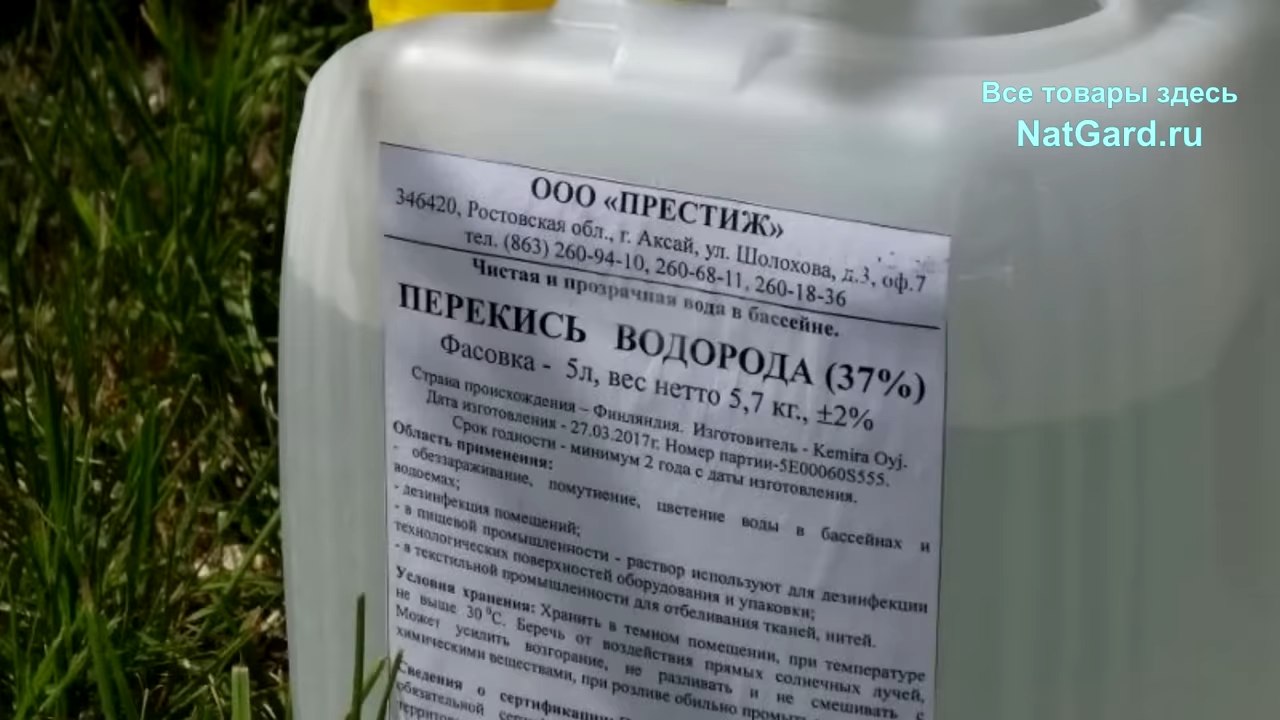 Все товары здесь
NatGard.ru
ООО «ПРЕСТИЖ»
346420, Ростовская обл., г. Аксай, ул. Шолохова, д.3, оф.7
тел. (863) 260-94-10, 260-68-11, 260-18-36
Чистая и прозрачная вода в бассейне.
ПЕРЕКИСЬ ВОДОРОДА (37%)
Фасовка - 5л, вес нетто 5,7 кг., ±2%
Страна происхождения – Финляндия. Изготовитель - Kemira Oyj.
Дата изготовления - 27.03.2017г. Номер партии-5E00060S555.
Срок годности - минимум 2 года с даты изготовления.
Область применения:
- обеззараживание, помутнение, цветение воды в бассейнах и
водоемах;
- дезинфекция помещений;
- в пищевой промышленности - раствор используют для дезинфекции
технологических поверхностей оборудования и упаковки;
- в текстильной промышленности для отбеливания тканей, нитей.
Условия хранения: Хранить в темном помещении, при температуре
не выше 30 ⁰С. Беречь от воздействия прямых солнечных лучей.
Может усилить возгорание, не разливать и не смешивать с
химическими веществами, при розливе обильно
Сведения о сертификации:
обязательной